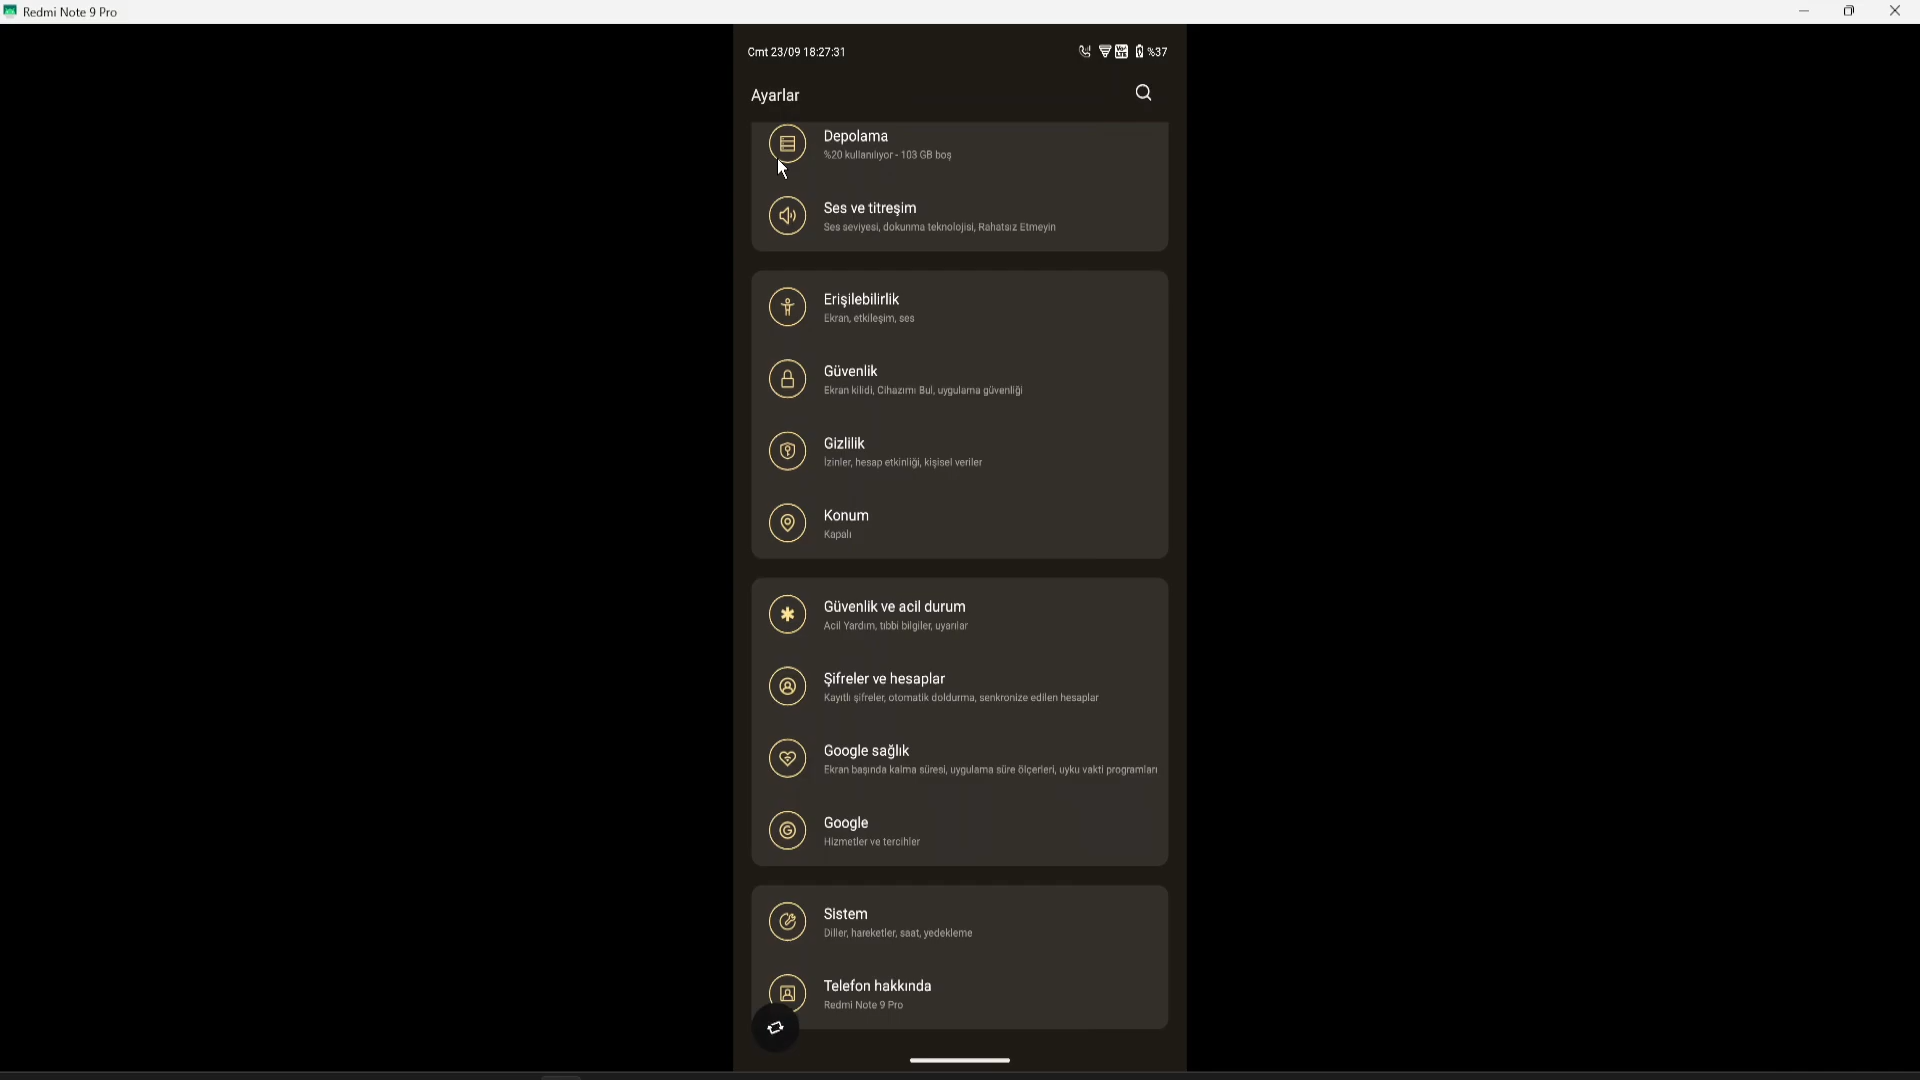 Redmi Note 9 Pro
Cmt 23/09 18:27:31
%37
Ayarlar
Depolama
%20 kullanılıyor - 103 GB boş
Ses ve titreşim
Ses seviyesi, dokunma teknolojisi, Rahatsız Etmeyin
Erişilebilirlik
Ekran, etkileşim, ses
Güvenlik
Ekran kilidi, Cihazımı Bul, uygulama güvenliği
Gizlilik
İzinler, hesap etkinliği, kişisel veriler
Konum
Kapalı
Güvenlik ve acil durum
Acil Yardım, tıbbi bilgiler, uyarılar
Şifreler ve hesaplar
Kayıtlı şifreler, otomatik doldurma, senkronize edilen hesaplar
Google sağlık
Ekran başında kalma süresi, uygulama süre ölçerleri, uyku vakti programları
Google
Hizmetler ve tercihler
Sistem
Diller, hareketler, saat, yedekleme
Telefon hakkında
Redmi Note 9 Pro